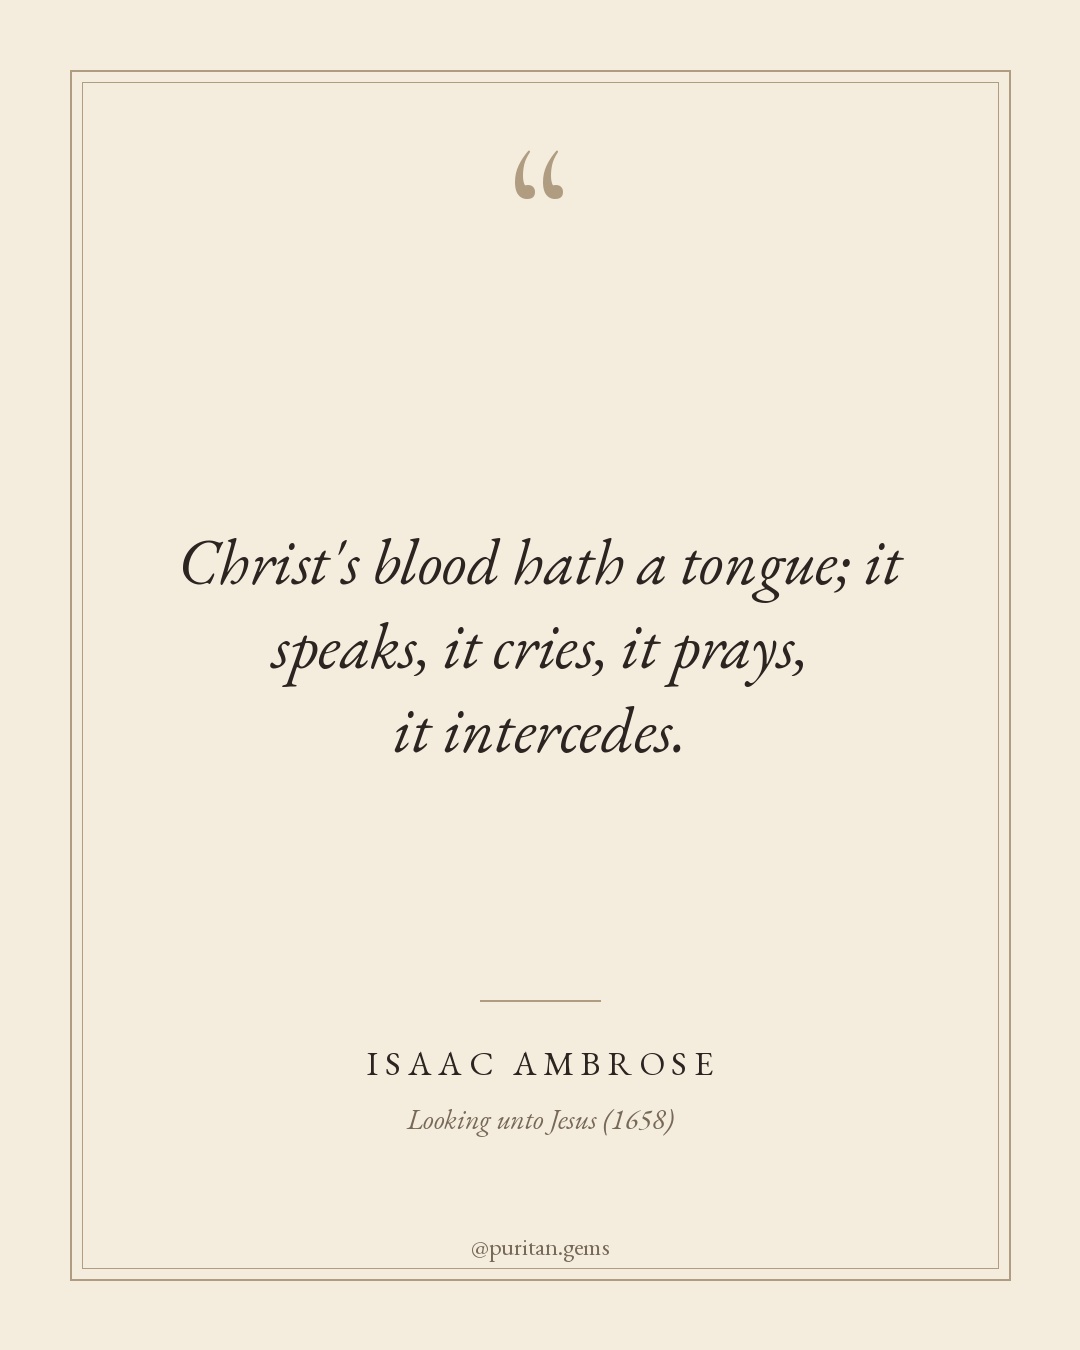 “
Christ's blood hath a tongue; it
speaks, it cries, it prays,
it intercedes.
ISAAC AMBROSE
Looking unto Jesus (1658)
@puritan.gems